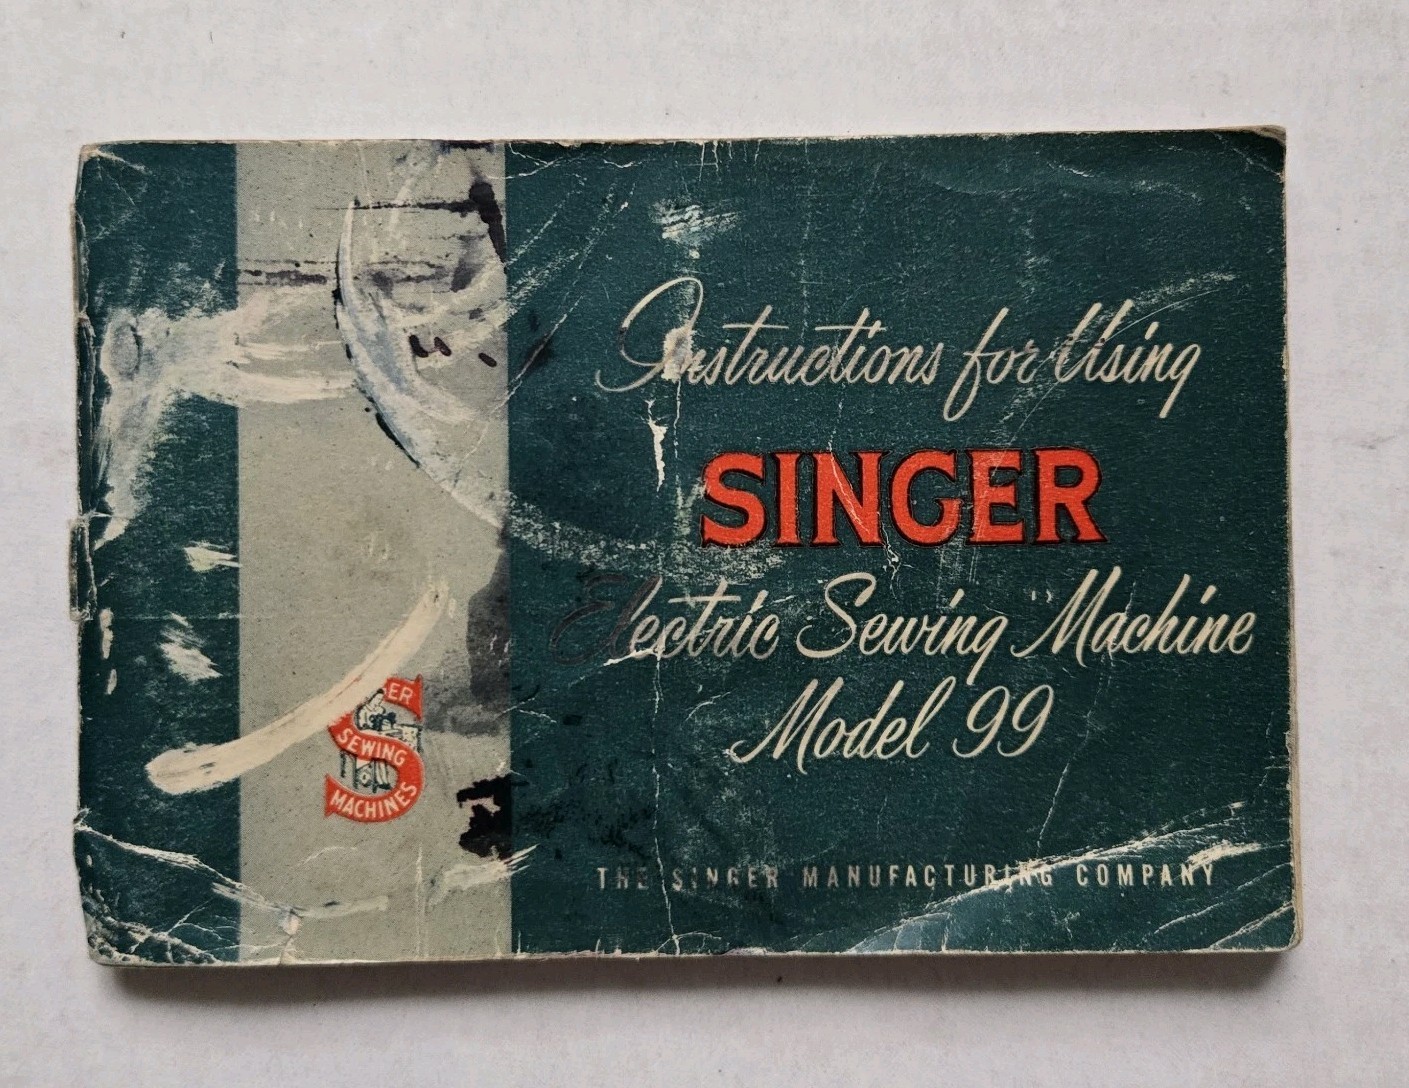 Instructions for Using
SINGER
Electric Sewing Machine
Model 99
SEWING
MACHINES
THE SINGER MANUFACTURING COMPANY